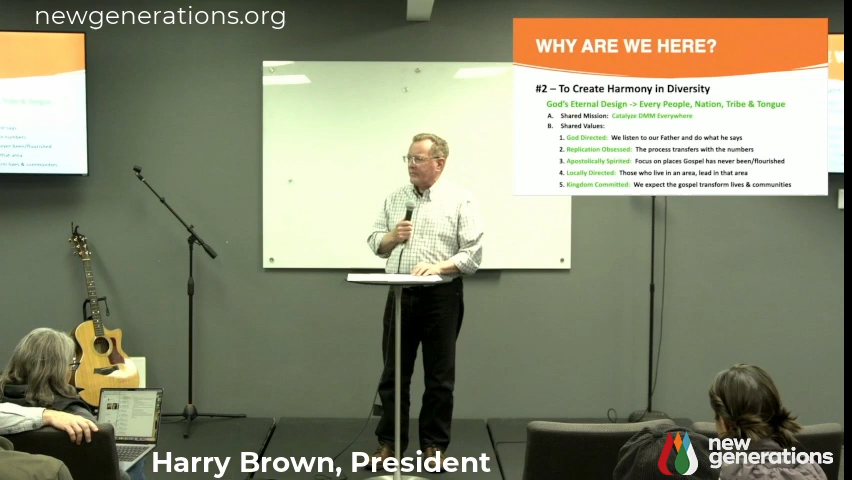 newgenerations.org
WHY ARE WE HERE?
#2 – To Create Harmony in Diversity
God's Eternal Design -> Every People, Nation, Tribe & Tongue
A. Shared Mission: Catalyze DMM Everywhere
B. Shared Values:
1. God Directed: We listen to our Father and do what he says
2. Replication Obsessed: The process transfers with the numbers
3. Apostolically Spirited: Focus on places Gospel has never been/flourished
4. Locally Directed: Those who live in an area, lead in that area
5. Kingdom Committed: We expect the gospel transform lives & communities
Harry Brown, President
new
generations